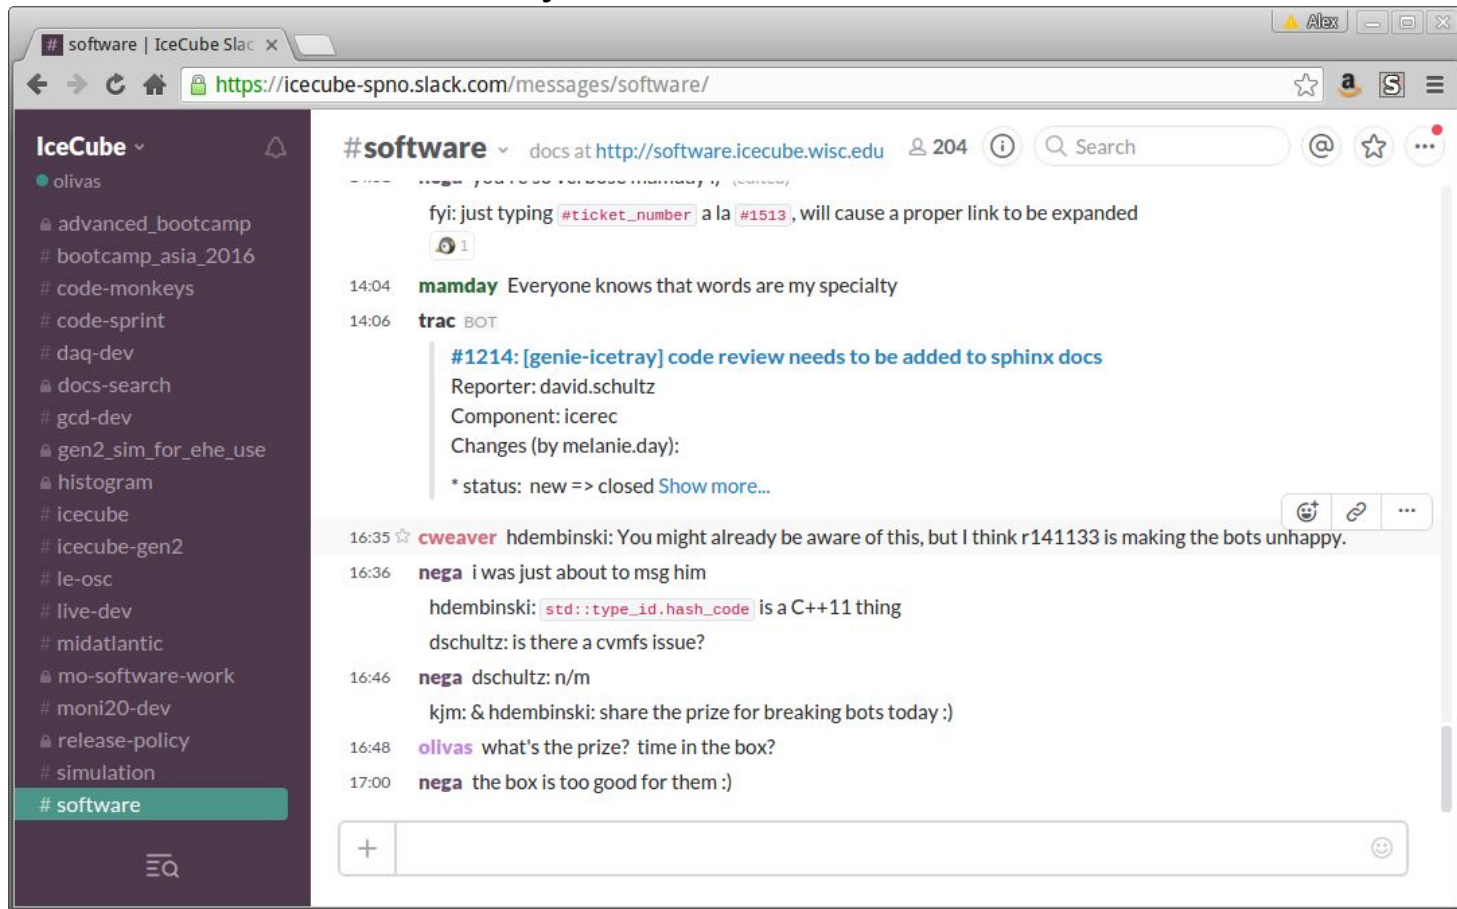 Alex
# software | IceCube Slac ×
https://icecube-spno.slack.com/messages/software/
IceCube
olivas
advanced_bootcamp
# bootcamp_asia_2016
# code-monkeys
# code-sprint
# daq-dev
docs-search
# gcd-dev
gen2_sim_for_ehe_use
histogram
# icecube
# icecube-gen2
# le-osc
# live-dev
# midatlantic
mo-software-work
# moni20-dev
release-policy
# simulation
# software
#software docs at http://software.icecube.wisc.edu 204 Search
fyi: just typing #ticket_number a la #1513, will cause a proper link to be expanded
1
14:04 mamday Everyone knows that words are my specialty
14:06 trac BOT
#1214: [genie-icetray] code review needs to be added to sphinx docs
Reporter: david.schultz
Component: icerec
Changes (by melanie.day):
* status: new => closed Show more...
16:35 cweaver hdembinski: You might already be aware of this, but I think r141133 is making the bots unhappy.
16:36 nega i was just about to msg him
hdembinski: std::type_id.hash_code is a C++11 thing
dschultz: is there a cvmfs issue?
16:46 nega dschultz: n/m
kjm: & hdembinski: share the prize for breaking bots today :)
16:48 olivas what's the prize? time in the box?
17:00 nega the box is too good for them :)